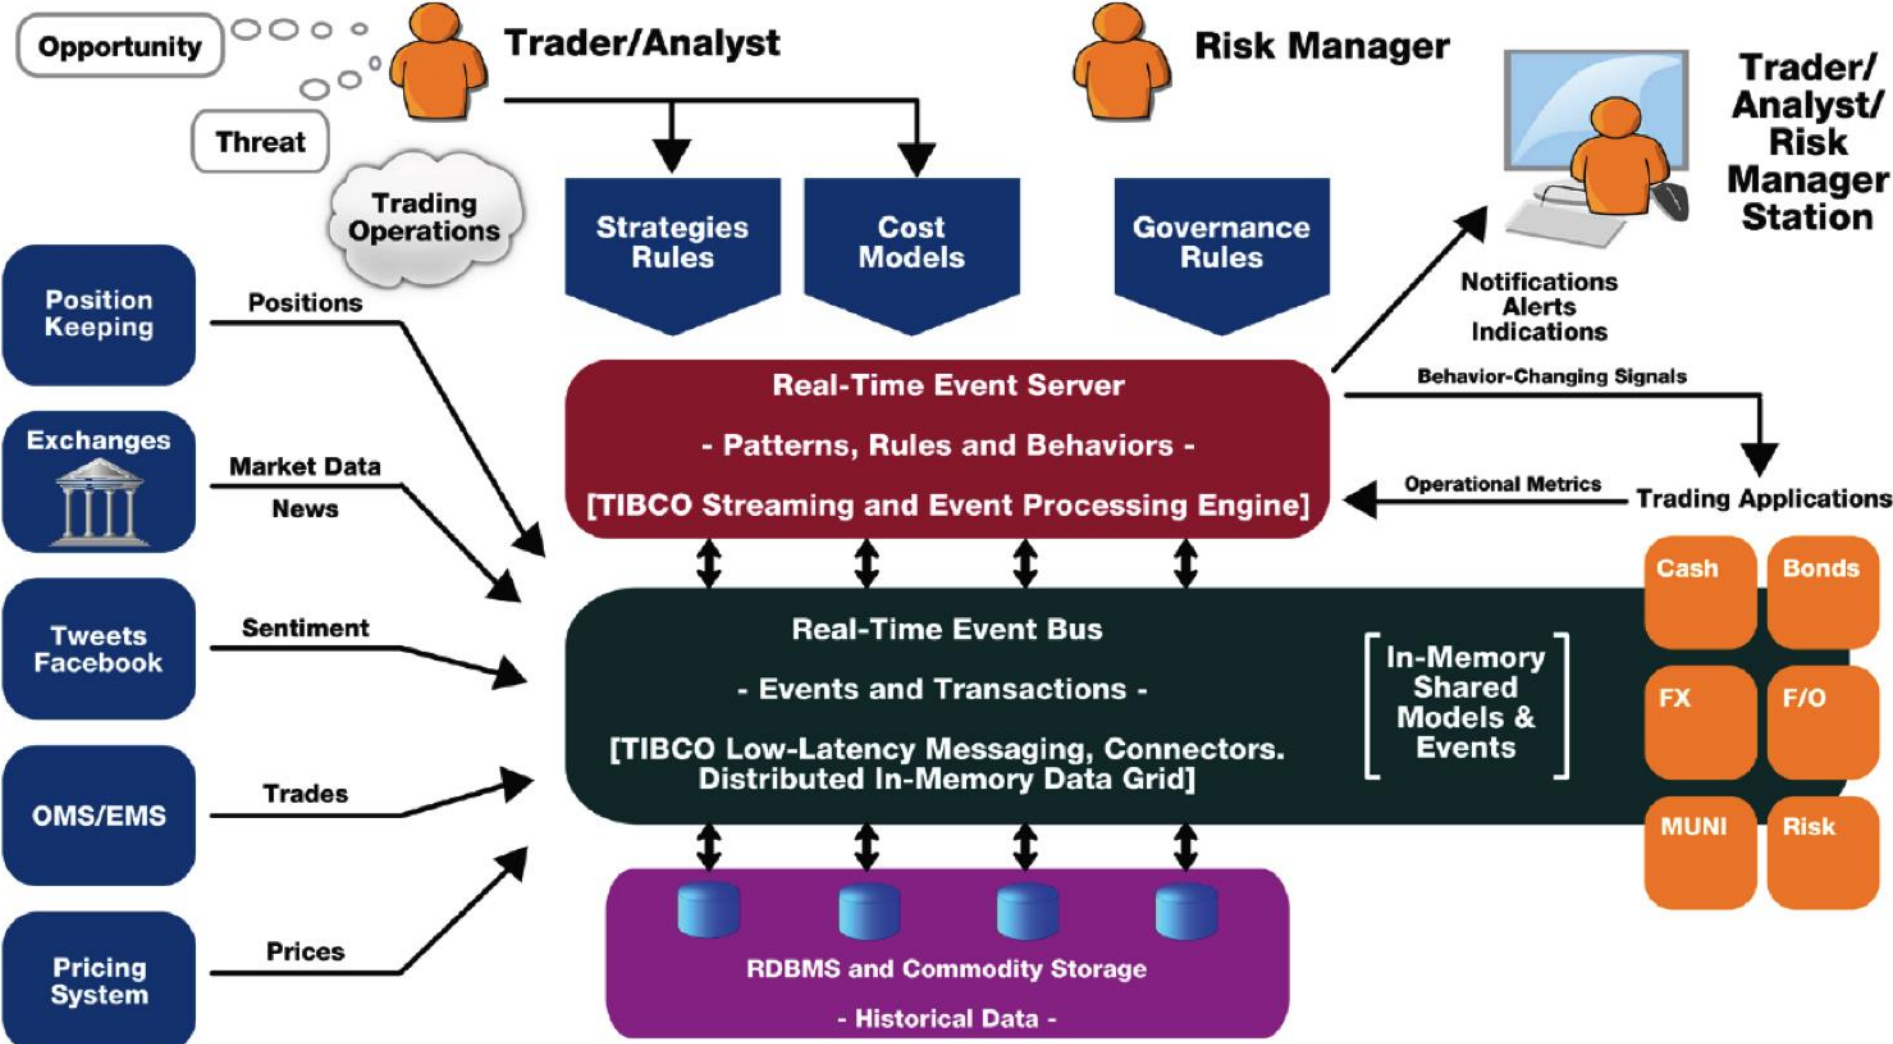 Opportunity
Trader/Analyst
Risk Manager
Trader/
Analyst/
Risk
Manager
Station
Threat
Trading
Operations
Strategies
Rules
Cost
Models
Governance
Rules
Notifications
Alerts
Indications
Position
Keeping
Positions
Exchanges
Market Data
News
Tweets
Facebook
Sentiment
OMS/EMS
Trades
Pricing
System
Prices
Real-Time Event Server
- Patterns, Rules and Behaviors -
[TIBCO Streaming and Event Processing Engine]
Behavior-Changing Signals
Operational Metrics
Trading Applications
Real-Time Event Bus
- Events and Transactions -
[TIBCO Low-Latency Messaging, Connectors.
Distributed In-Memory Data Grid]
In-Memory
Shared
Models &
Events
Cash
Bonds
FX
F/O
MUNI
Risk
RDBMS and Commodity Storage
- Historical Data -